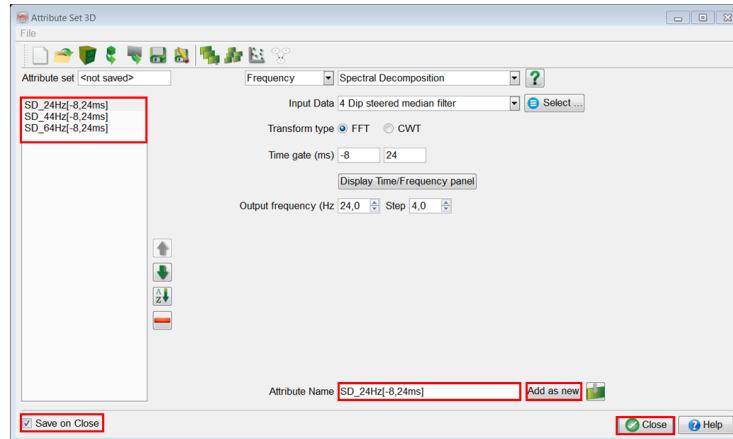 Attribute Set 3D
File
Attribute set <not saved> Frequency Spectral Decomposition ?
SD_24Hz[-8,24ms]
SD_44Hz[-8,24ms]
SD_64Hz[-8,24ms]
Input Data 4 Dip steered median filter Select ...
Transform type FFT CWT
Time gate (ms) -8 24
Display Time/Frequency panel
Output frequency (Hz 24,0 Step 4,0
A
Z
Attribute Name SD_24Hz[-8,24ms] Add as new
Save on Close Close ? Help